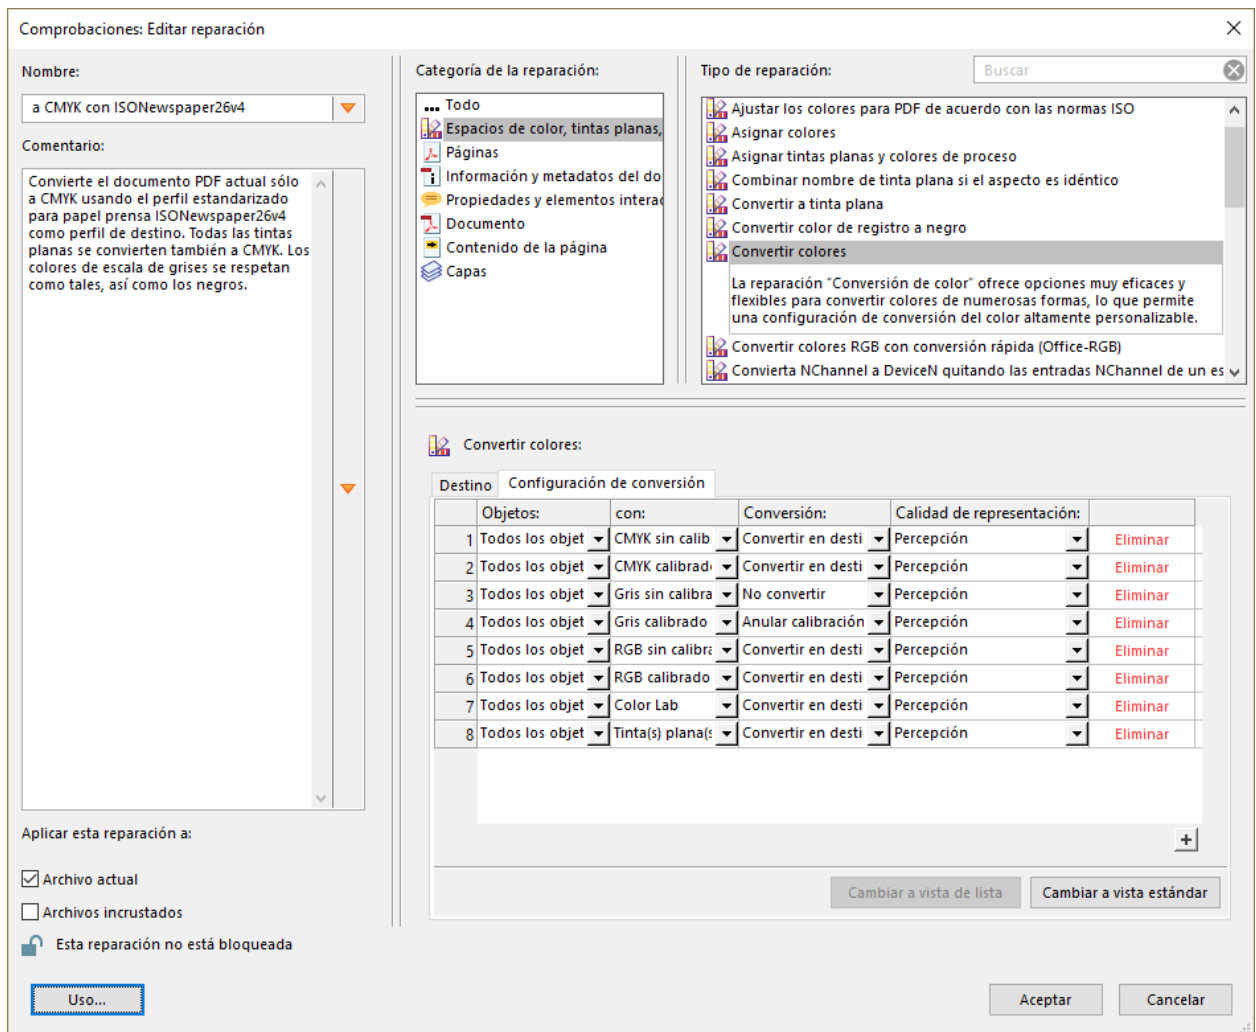 Comprobaciones: Editar reparación
Nombre:
a CMYK con ISONewspaper26v4
Comentario:
Convierte el documento PDF actual sólo
a CMYK usando el perfil estandarizado
para papel prensa ISONewspaper26v4
como perfil de destino. Todas las tintas
planas se convierten también a CMYK. Los
colores de escala de grises se respetan
como tales, así como los negros.
Aplicar esta reparación a:
Archivo actual
Archivos incrustados
Esta reparación no está bloqueada
Uso...
Categoría de la reparación:
... Todo
Espacios de color, tintas planas,
Páginas
Información y metadatos del do
Propiedades y elementos interac
Documento
Contenido de la página
Capas
Tipo de reparación:
Buscar
Ajustar los colores para PDF de acuerdo con las normas ISO
Asignar colores
Asignar tintas planas y colores de proceso
Combinar nombre de tinta plana si el aspecto es idéntico
Convertir a tinta plana
Convertir color de registro a negro
Convertir colores
La reparación "Conversión de color" ofrece opciones muy eficaces y
flexibles para convertir colores de numerosas formas, lo que permite
una configuración de conversión del color altamente personalizable.
Convertir colores RGB con conversión rápida (Office-RGB)
Convierta NChannel a DeviceN quitando las entradas NChannel de un es
Convertir colores:
Destino Configuración de conversión
Objetos: con: Conversión: Calidad de representación:
1 Todos los objet CMYK sin calib Convertir en desti Percepción Eliminar
2 Todos los objet CMYK calibrad Convertir en desti Percepción Eliminar
3 Todos los objet Gris sin calibra No convertir Percepción Eliminar
4 Todos los objet Gris calibrado Anular calibración Percepción Eliminar
5 Todos los objet RGB sin calibra Convertir en desti Percepción Eliminar
6 Todos los objet RGB calibrado Convertir en desti Percepción Eliminar
7 Todos los objet Color Lab Convertir en desti Percepción Eliminar
8 Todos los objet Tinta(s) plana(s Convertir en desti Percepción Eliminar
+
Cambiar a vista de lista Cambiar a vista estándar
Aceptar Cancelar